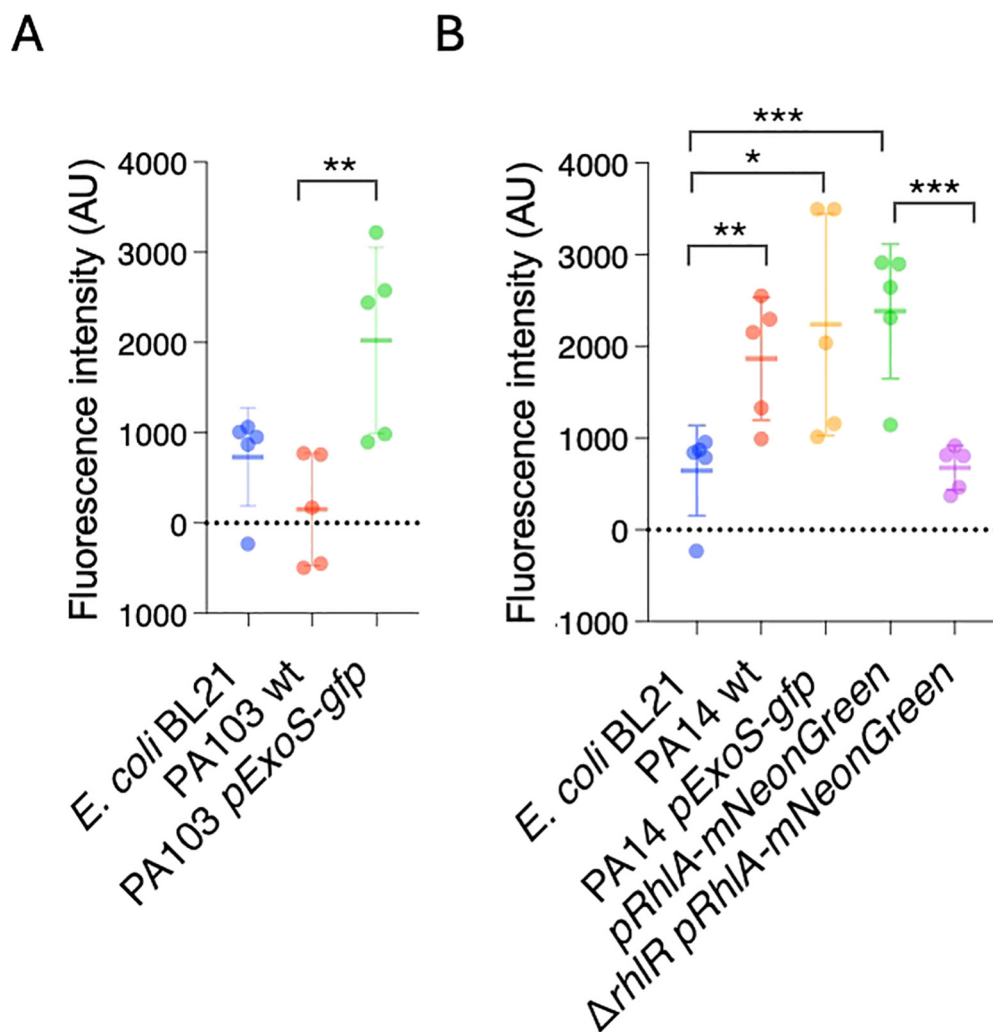 A
B
Fluorescence intensity (AU)
4000
3000
2000
1000
0
1000
**
E. coli BL21
PA103 wt
PA103 pExoS-gfp
Fluorescence intensity (AU)
4000
3000
2000
1000
0
-1000
***
*
**
***
E. coli BL21
PA14 wt
PA14 pExoS-gfp
pRhlA-mNeonGreen
ΔrhlR pRhlA-mNeonGreen